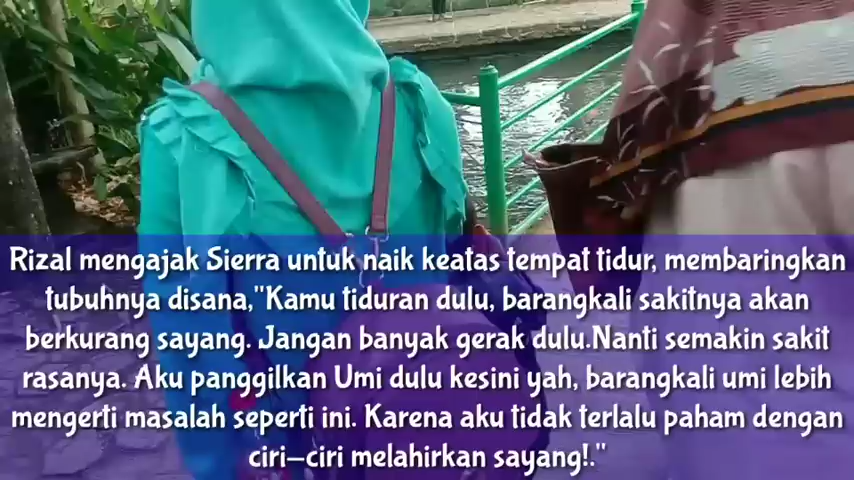 Rizal mengajak Sierra untuk naik keatas tempat tidur, membaringkan
tubuhnya disana,"Kamu tiduran dulu, barangkali sakitnya akan
berkurang sayang. Jangan banyak gerak dulu.Nanti semakin sakit
rasanya. Aku panggilkan Umi dulu kesini yah, barangkali umi lebih
mengerti masalah seperti ini. Karena aku tidak terlalu paham dengan
ciri-ciri melahirkan sayang!."